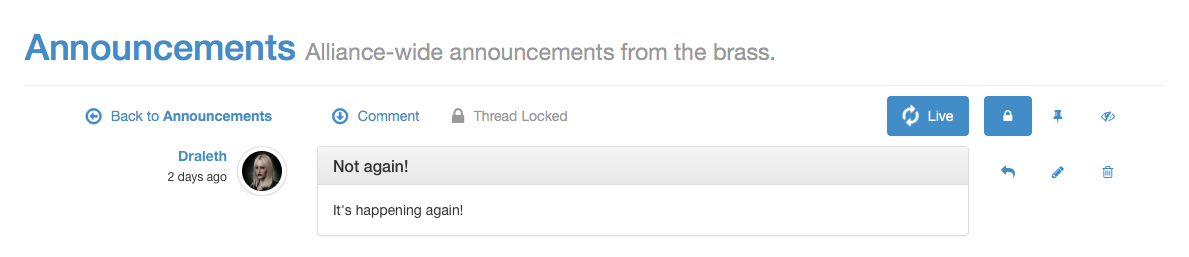 Announcements Alliance-wide announcements from the brass.
Back to Announcements Comment Thread Locked Live
Draleth
2 days ago
Not again!
It's happening again!